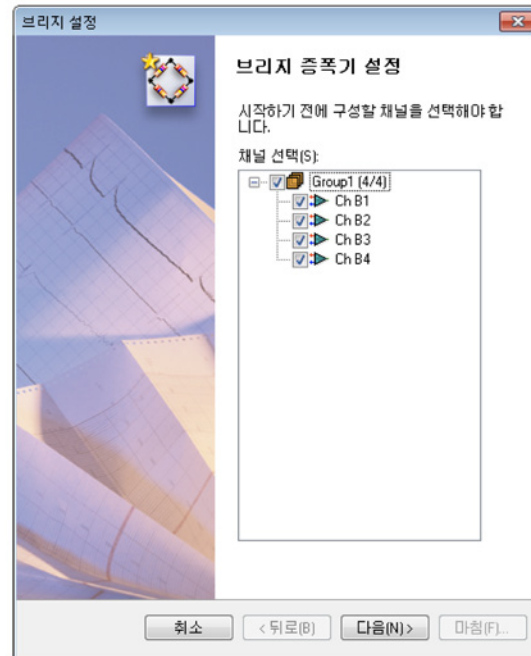 브리지 설정
브리지 증폭기 설정
시작하기 전에 구성할 채널을 선택해야 합
니다.
채널 선택(S):
Group1 (4/4)
Ch B1
Ch B2
Ch B3
Ch B4
취소
< 뒤로(B)
다음(N) >
마침(F)...